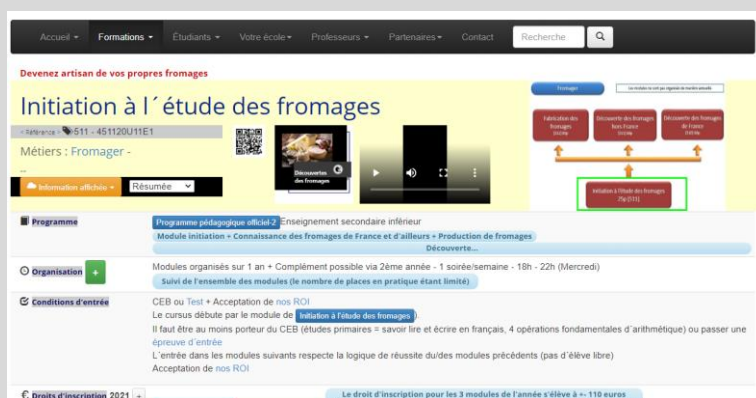 Accueil Formations Étudiants Votre école Professeurs Partenaires Contact Recherche
Devenez artisan de vos propres fromages
Initiation à l´étude des fromages
- Référence - 511 - 451120U11E1
Métiers : Fromager -
--
Information affichée + Résumée
Découvertes
des fromages
Fromager
Fabrication des
fromages
Découverte des fromages
hors France
Découverte des fromages
de France
Initiation à l'étude des fromages
25p (511)
Programme
Programme pédagogique officiel-2 Enseignement secondaire inférieur
Module initiation + Connaissance des fromages de France et d'ailleurs + Production de fromages
Découverte...
Organisation +
Modules organisés sur 1 an + Complément possible via 2ème année - 1 soirée/semaine - 18h - 22h (Mercredi)
Suivi de l'ensemble des modules (le nombre de places en pratique étant limité)
Conditions d'entrée
CEB ou Test + Acceptation de nos ROI
Le cursus débute par le module de Initiation à l'étude des fromages).
Il faut être au moins porteur du CEB (études primaires = savoir lire et écrire en français, 4 opérations fondamentales d´arithmétique) ou passer une
épreuve d´entrée
L´entrée dans les modules suivants respecte la logique de réussite du/des modules précédents (pas d´élève libre)
Acceptation de nos ROI
€ Droits d'inscription 2021 +
Le droit d'inscription pour les 3 modules de l'année s'élève à +- 110 euros